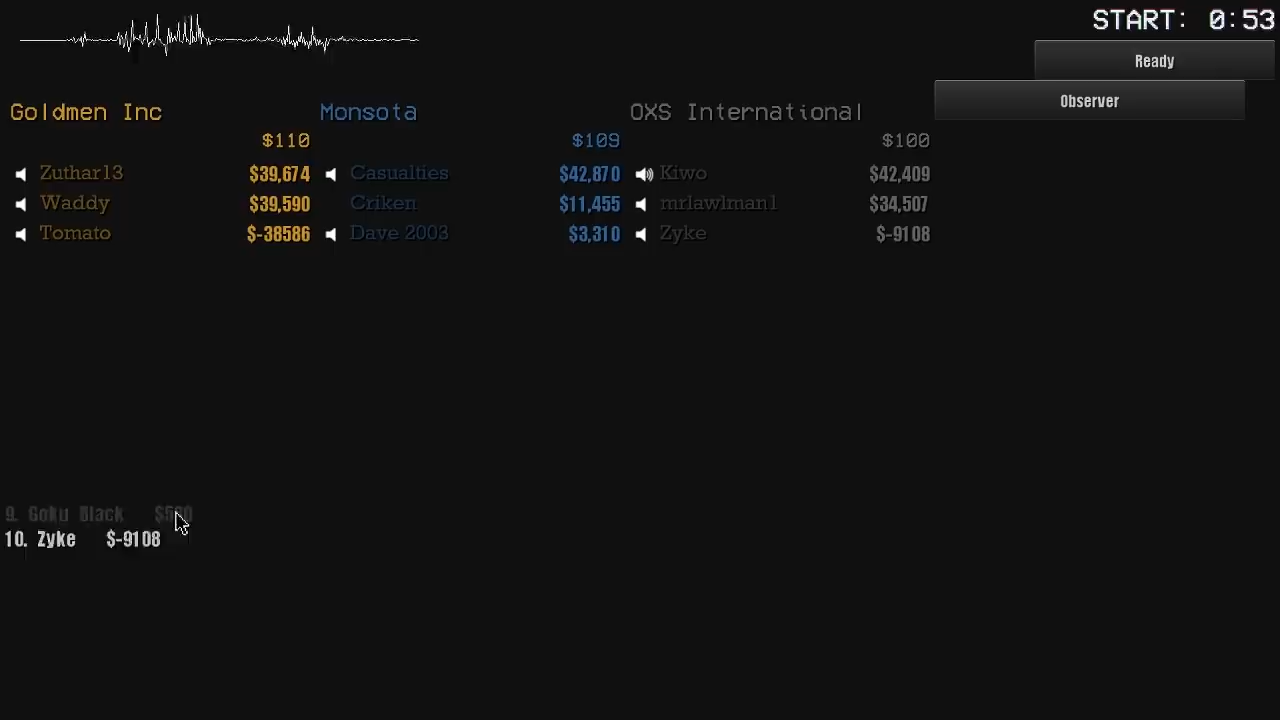 START: 0:53
Ready
Observer
Goldmen Inc Monsota OXS International
$110 $109 $100
Zuthar13 $39,674 Casualties $42,870 Kiwo $42,409
Waddy $39,590 Criken $11,455 mrlawlman1 $34,507
Tomato $-38586 Dave 2003 $3,310 Zyke $-9108
9. Goku Black
10. Zyke $-9108